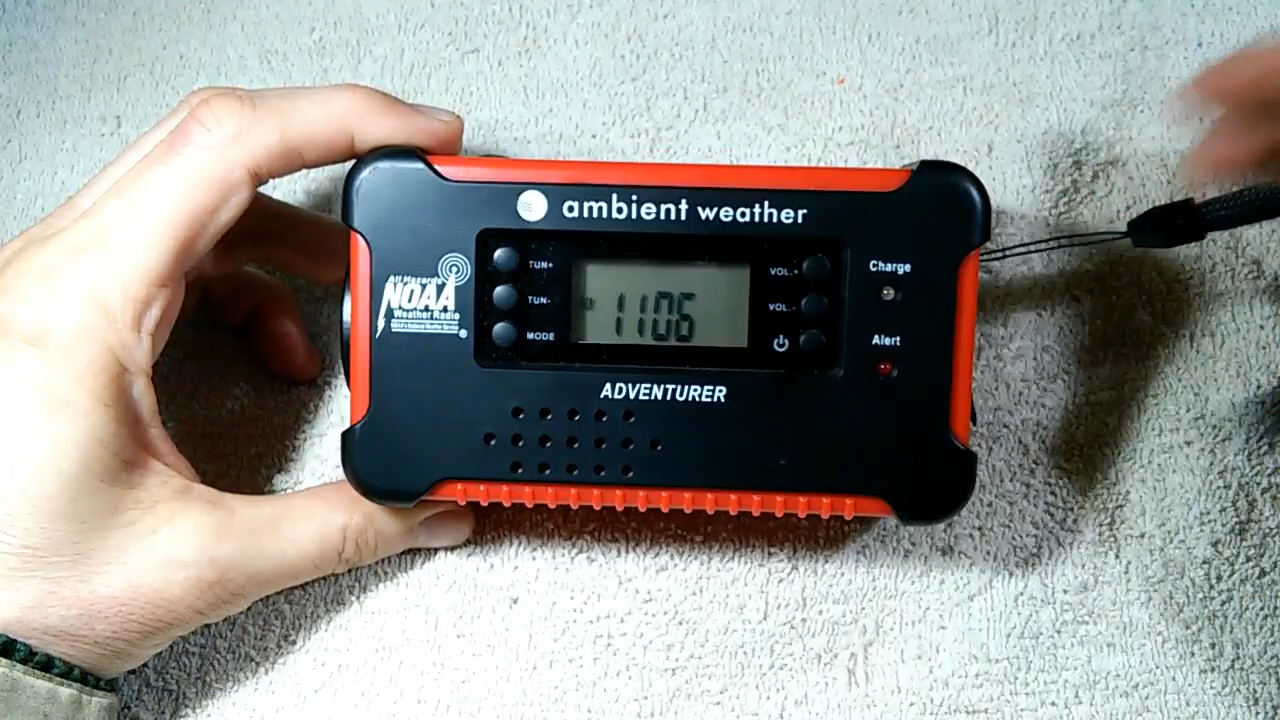 ambient weather
TUN+
TUN-
MODE
1106
VOL.+
VOL.-
Charge
Alert
All Hazards
NOAA
Weather Radio
ADVENTURER